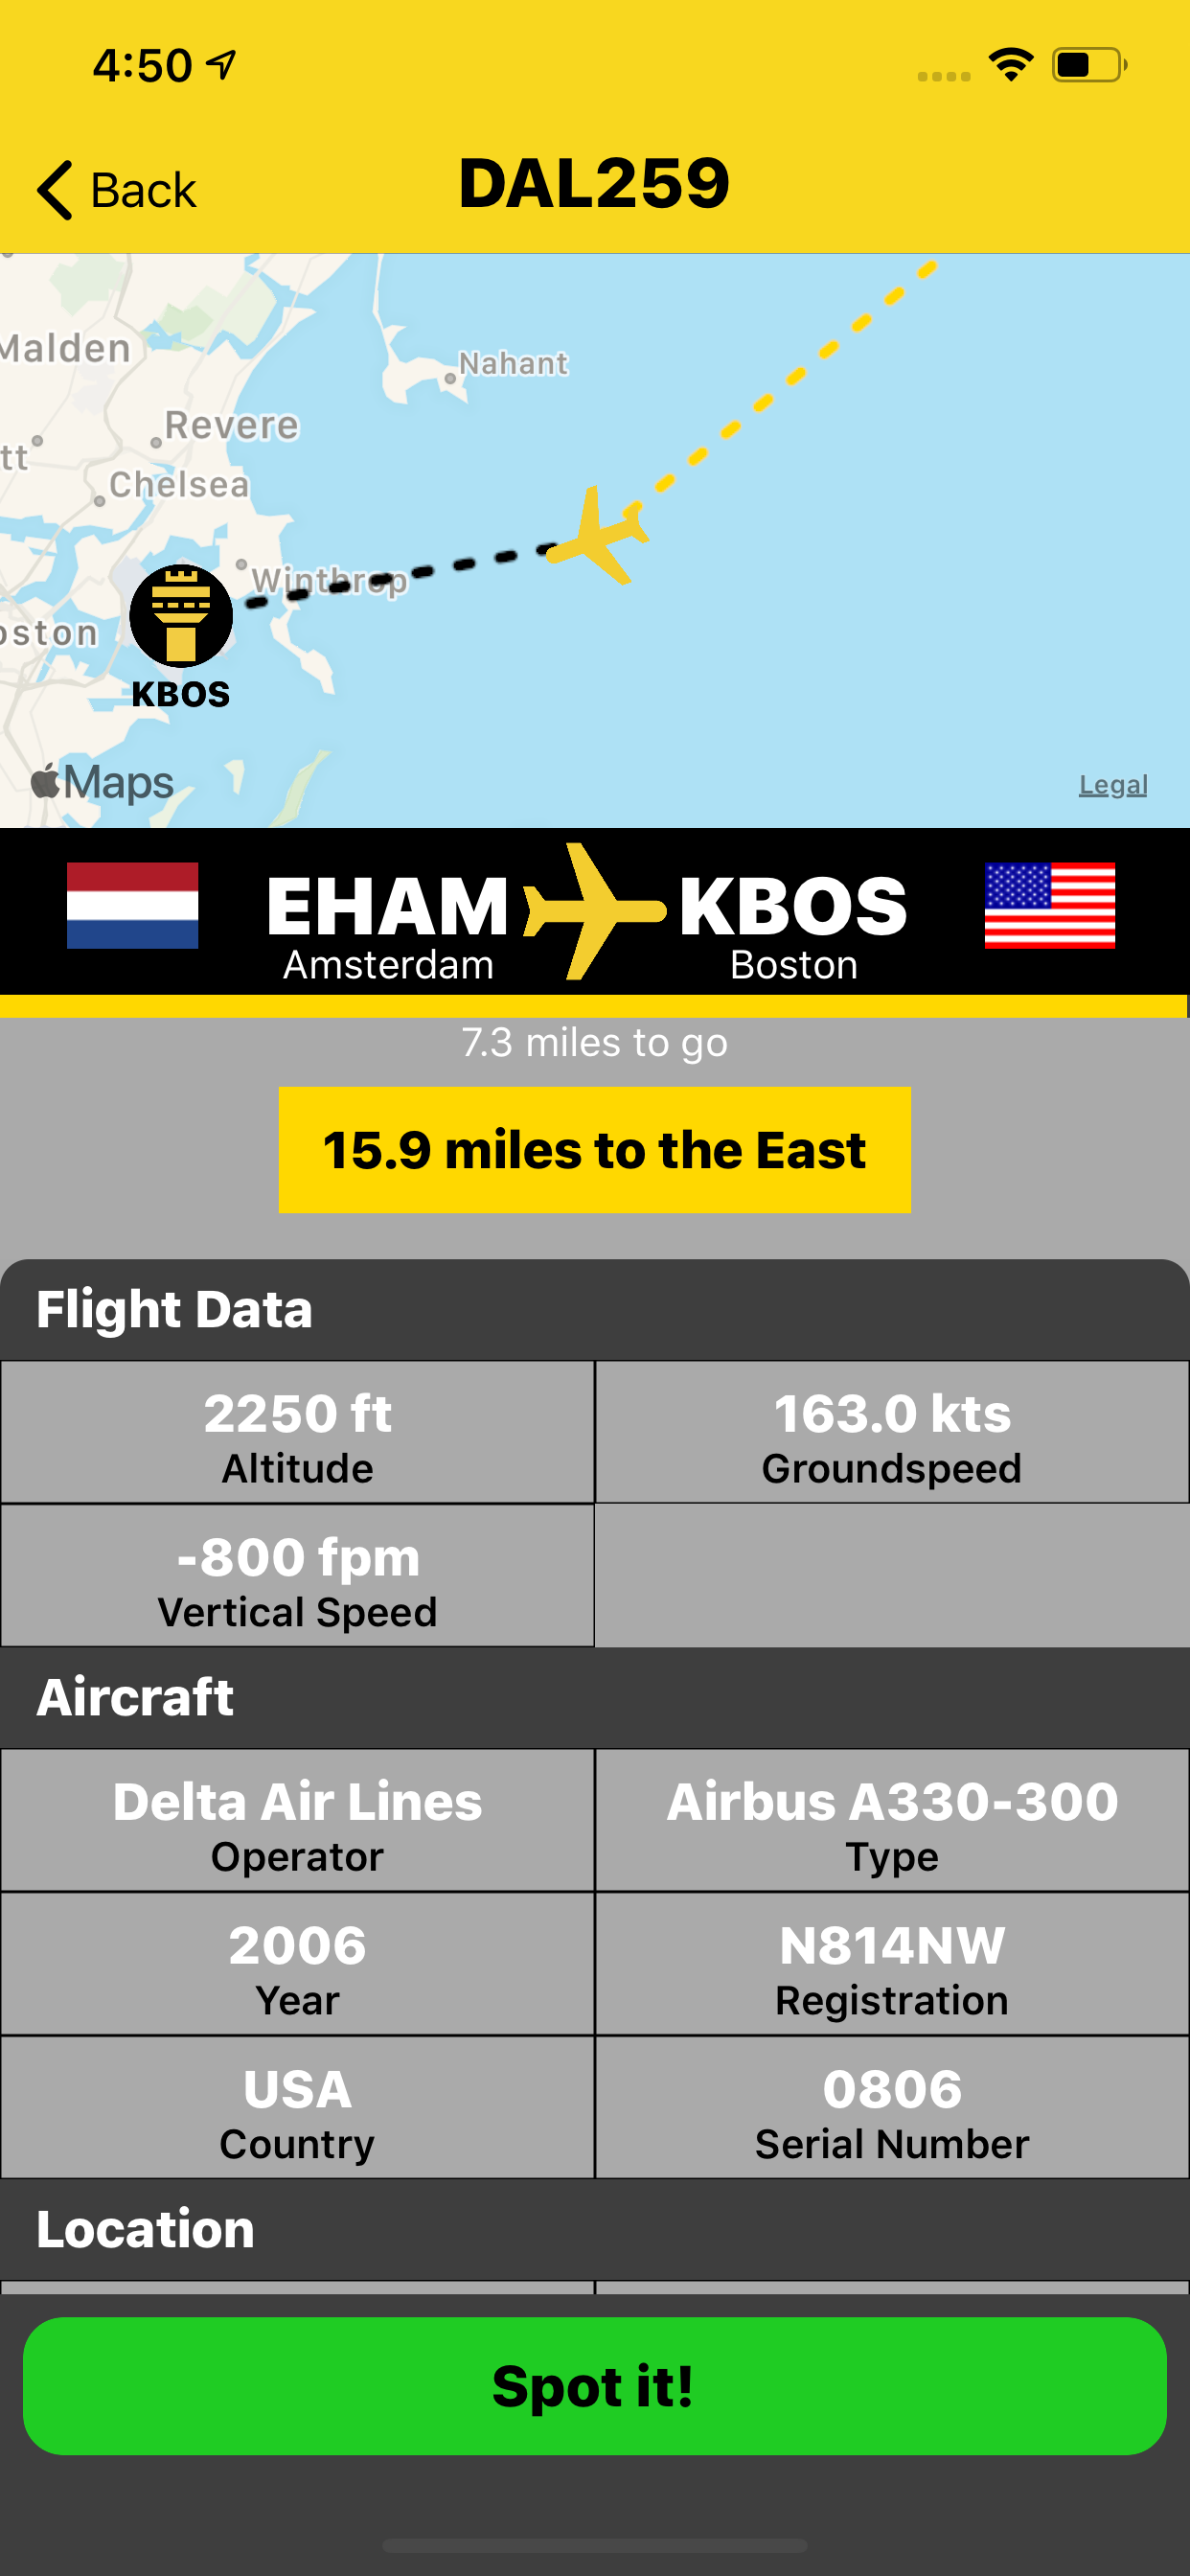 4:50
Back
DAL259
Malden
Nahant
Revere
tt
Chelsea
Winthrop
oston
KBOS
Maps
Legal
EHAM KBOS
Amsterdam Boston
7.3 miles to go
15.9 miles to the East
Flight Data
2250 ft 163.0 kts
Altitude Groundspeed
-800 fpm
Vertical Speed
Aircraft
Delta Air Lines Airbus A330-300
Operator Type
2006 N814NW
Year Registration
USA 0806
Country Serial Number
Location
Spot it!